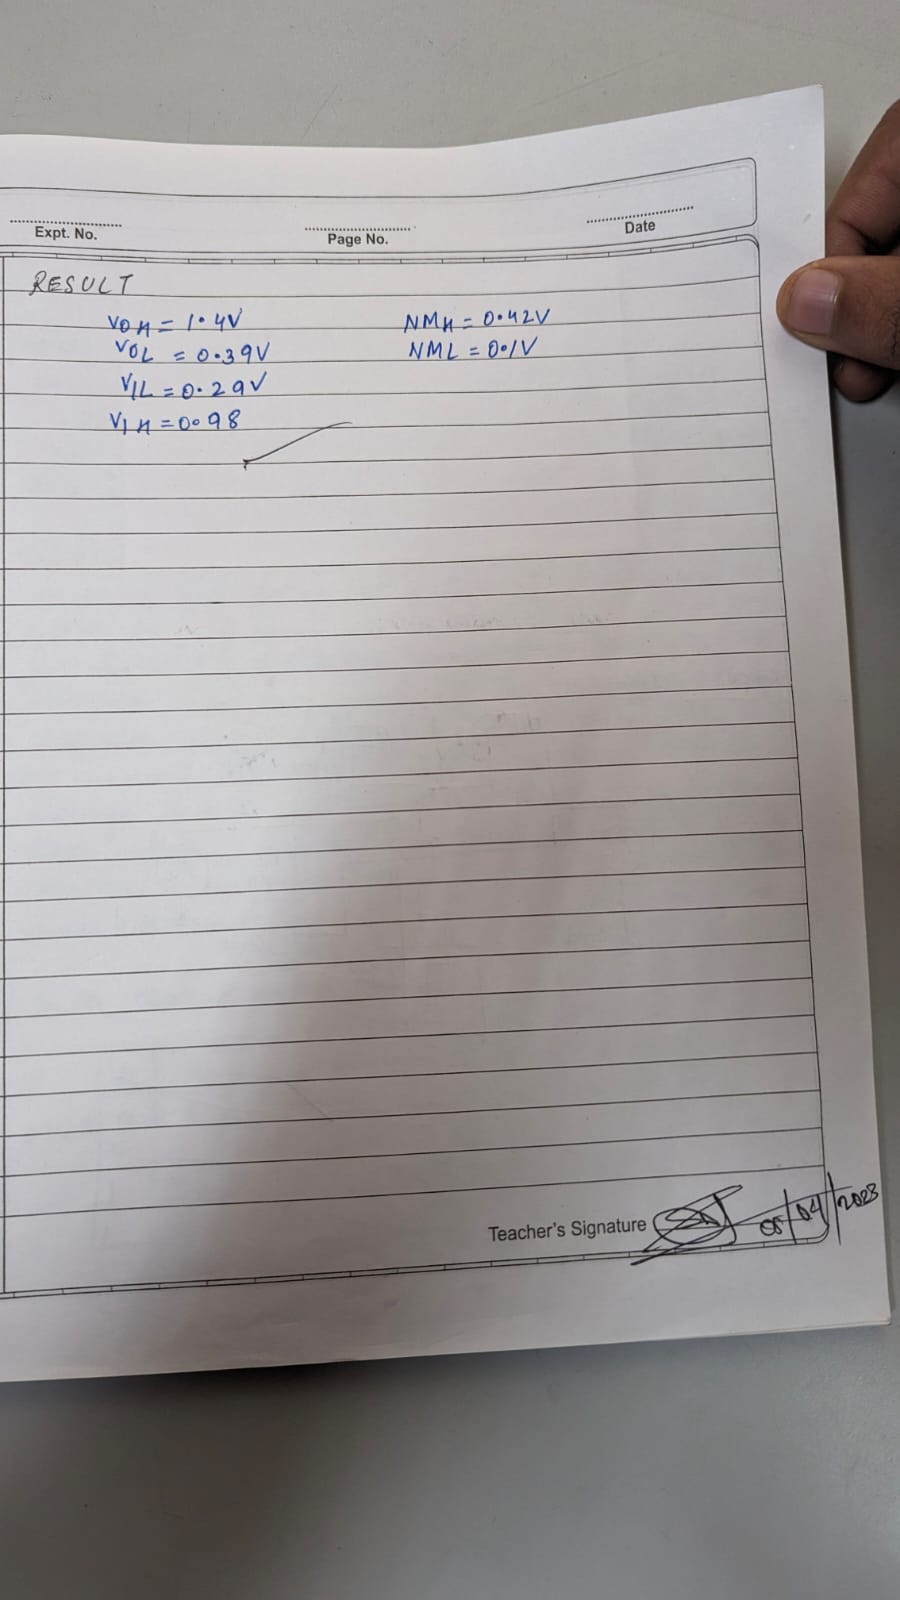 Expt. No.
Page No.
Date
RESULT
VOH = 1.4V
NMH = 0.42V
VOL = 0.39V
NML = 0.1V
VIL = 0.29V
VIH = 0.98
Teacher's Signature
05/04/2023